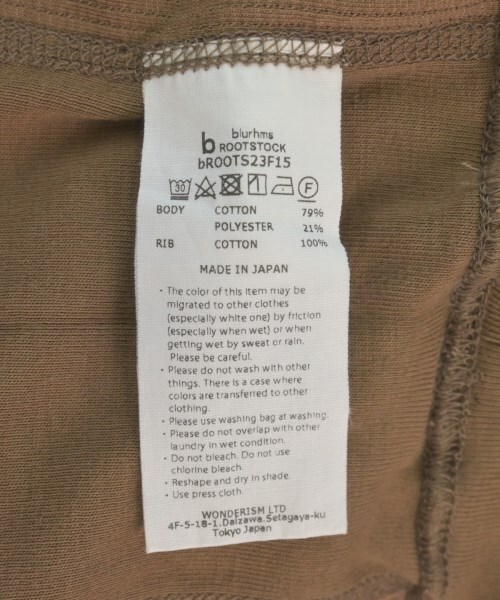 b blurhms
ROOTSTOCK
bROOTS23F15
30 F
BODY COTTON 79%
POLYESTER 21%
RIB COTTON 100%
MADE IN JAPAN
・The color of this item may be
migrated to other clothes
(especially white one) by friction
(especially when wet) or when
getting wet by sweat or rain.
Please be careful.
・Please do not wash with other
things. There is a case where
colors are transferred to other
clothing.
・Please use washing bag at washing.
・Please do not overlap with other
laundry in wet condition.
・Do not bleach. Do not use
chlorine bleach.
・Reshape and dry in shade.
・Use press cloth.
WONDERISM LTD
4F-5-18-1.Daizawa.Setagaya-ku
Tokyo Japan